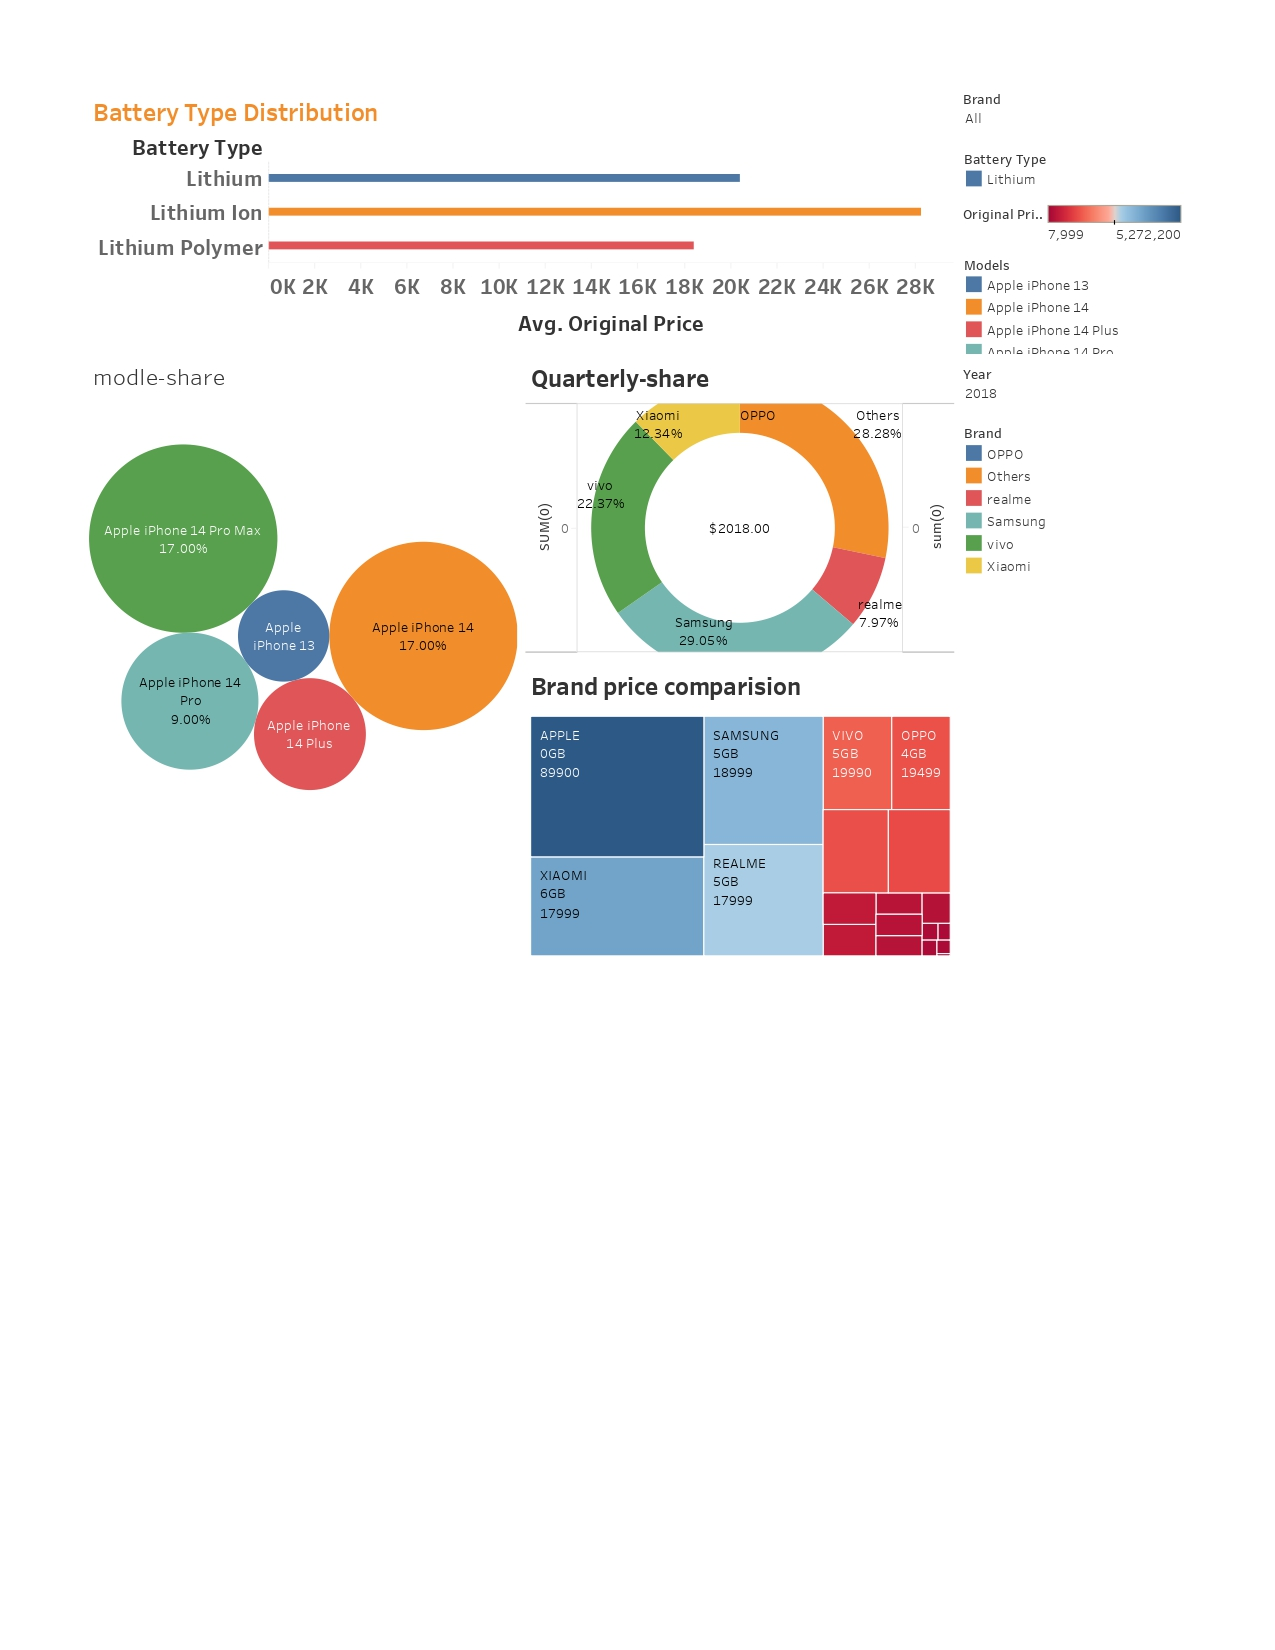 Battery Type Distribution
Battery Type
Lithium
Lithium Ion
Lithium Polymer
0K 2K 4K 6K 8K 10K 12K 14K 16K 18K 20K 22K 24K 26K 28K
Avg. Original Price
Brand
All
Battery Type
Lithium
Original Pri..
7,999 5,272,200
Models
Apple iPhone 13
Apple iPhone 14
Apple iPhone 14 Plus
Apple iPhone 14 Pro
modle-share
Apple iPhone 14 Pro Max
17.00%
Apple
iPhone 13
Apple iPhone 14
17.00%
Apple iPhone 14
Pro
9.00%
Apple iPhone
14 Plus
Quarterly-share
Xiaomi
12.34%
OPPO
Others
28.28%
vivo
22.37%
SUM(0)
0
$2018.00
0
sum(0)
realme
7.97%
Samsung
29.05%
Year
2018
Brand
OPPO
Others
realme
Samsung
vivo
Xiaomi
Brand price comparision
APPLE
0GB
89900
SAMSUNG
5GB
18999
VIVO
5GB
19990
OPPO
4GB
19499
XIAOMI
6GB
17999
REALME
5GB
17999